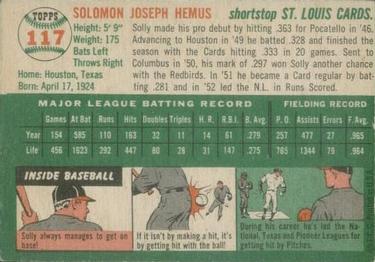 TOPPS
117
SOLOMON JOSEPH HEMUS shortstop ST. LOUIS CARDS.
Height: 5' 9"
Weight: 175
Bats Left
Throws Right
Home: Houston, Texas
Born: April 17, 1924
Solly made his pro debut by hitting .363 for Pocatello in '46.
Advancing to Houston in '49 he batted .328 and finished the
season with the Cards hitting .333 in 20 games. Sent to
Columbus in '50, his mark of .297 won Solly another chance
with the Redbirds. In '51 he became a Card regular by bat-
ting .281 and in '52 led the N.L. in Runs Scored.
MAJOR LEAGUE BATTING RECORD FIELDING RECORD
Games At Bat Runs Hits Doubles Triples H. R. R.B.I. B. Avg. P. O. Assists Errors F. Avg.
Year 154 585 110 163 32 11 14 61 .279 257 477 27 .965
Life 456 1623 292 447 80 28 31 147 .275 765 1344 79 .964
INSIDE BASEBALL
Solly always manages to get on
base!
If it isn't by making a hit, it's
by getting hit with the ball!
During his career he's led the Na-
tional, Texas and Pioneer Leagues for
getting hit by Pitches.